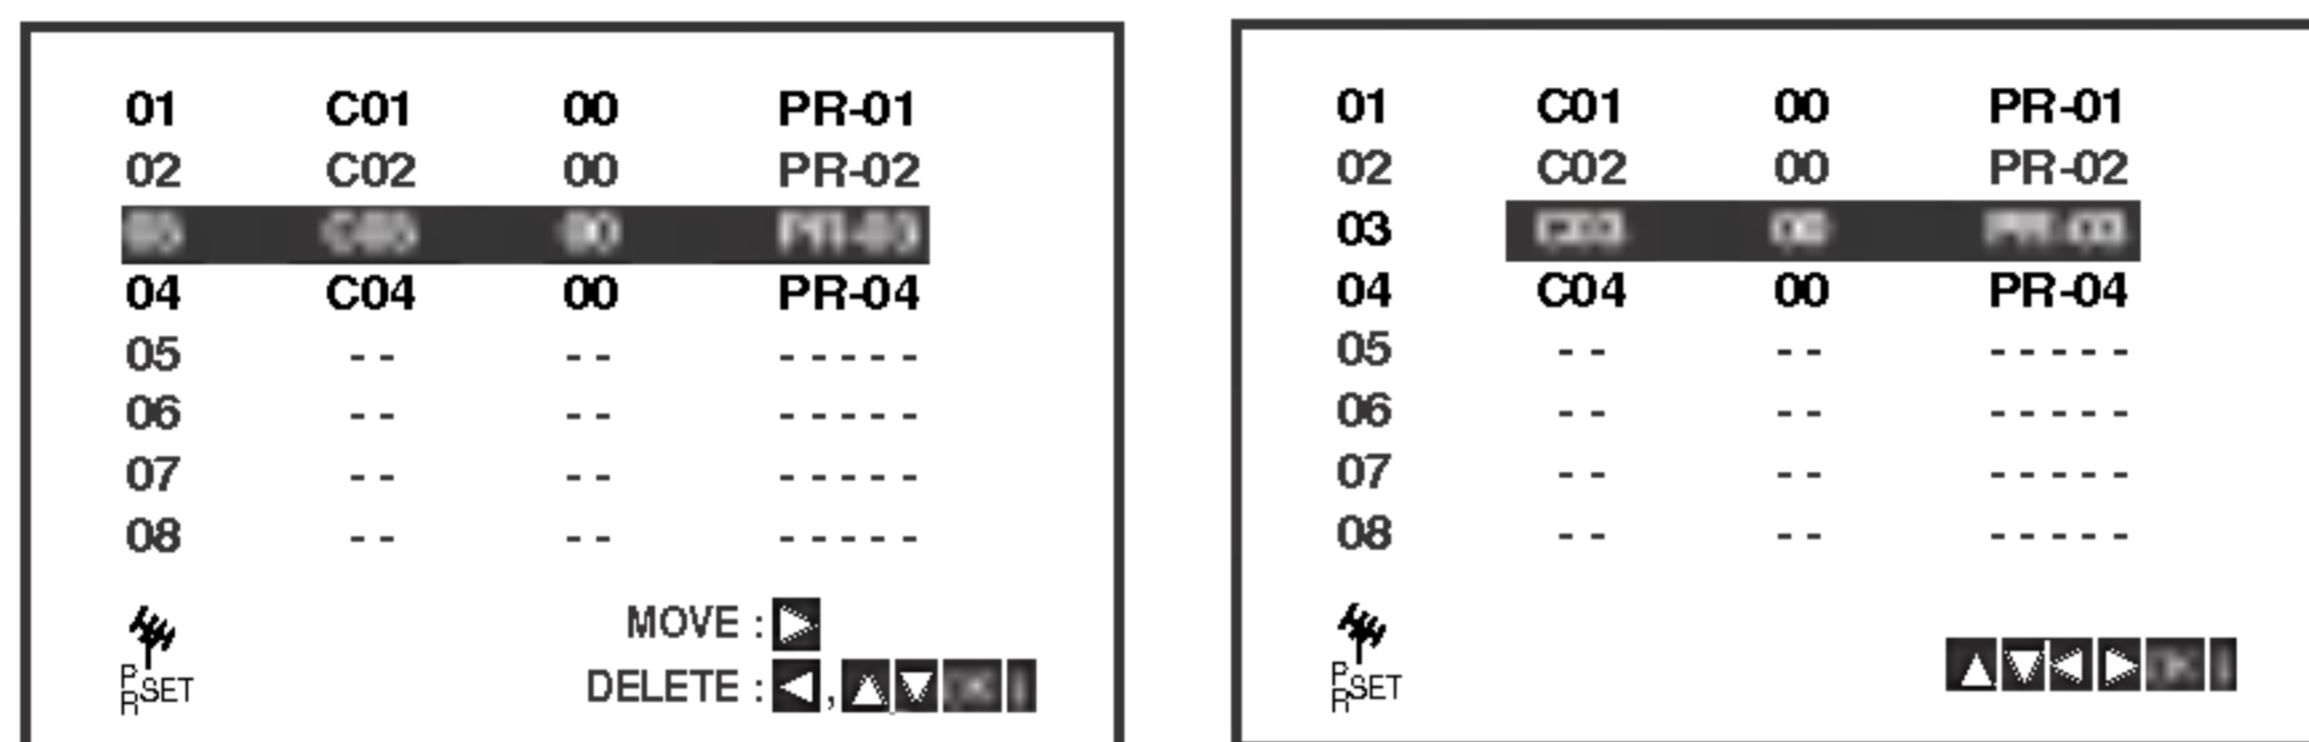 01 C01 00 PR-01
02 C02 00 PR-02
04 C04 00 PR-04
05 -- -- -----
06 -- -- -----
07 -- -- -----
08 -- -- -----
MOVE : ▷
DELETE : ◁, △ ▽
PR SET
01 C01 00 PR-01
02 C02 00 PR-02
03
04 C04 00 PR-04
05 -- -- -----
06 -- -- -----
07 -- -- -----
08 -- -- -----
△ ▽ ◁ ▷
PR SET